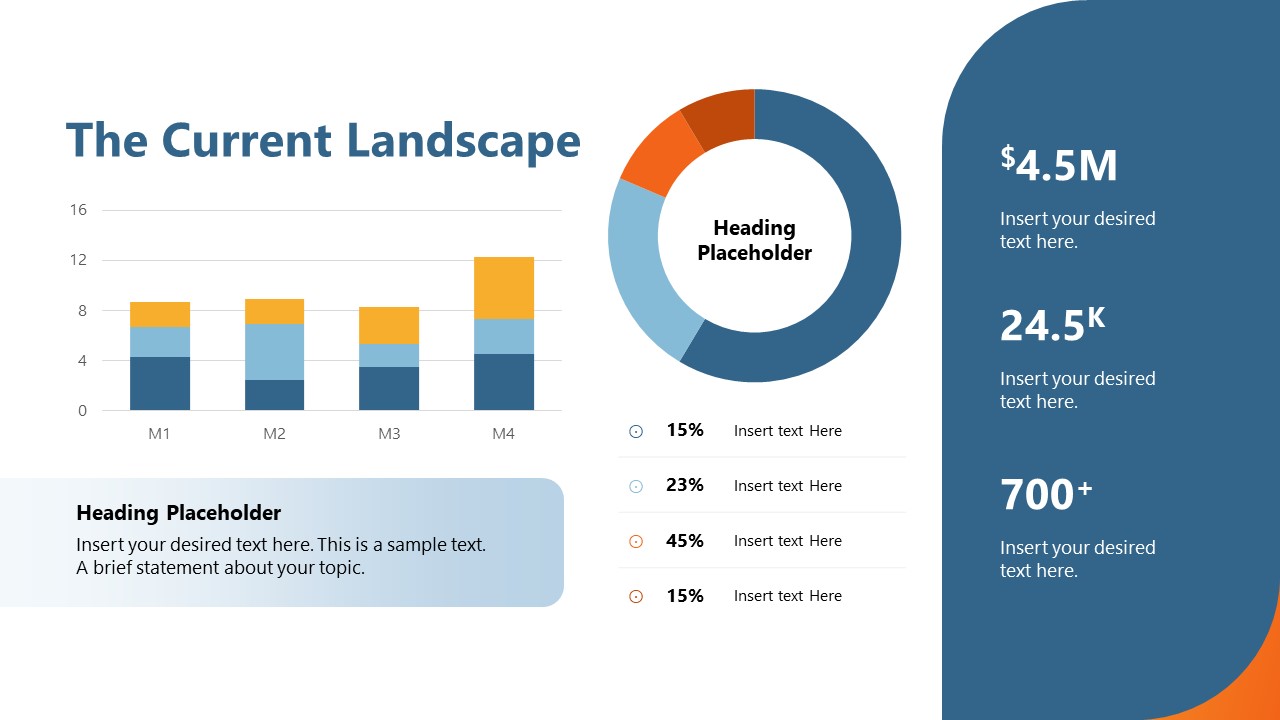 The Current Landscape
16
12
8
4
0
M1 M2 M3 M4
Heading Placeholder
Insert your desired text here. This is a sample text.
A brief statement about your topic.
Heading
Placeholder
15% Insert text Here
23% Insert text Here
45% Insert text Here
15% Insert text Here
$4.5M
Insert your desired
text here.
24.5K
Insert your desired
text here.
700+
Insert your desired
text here.